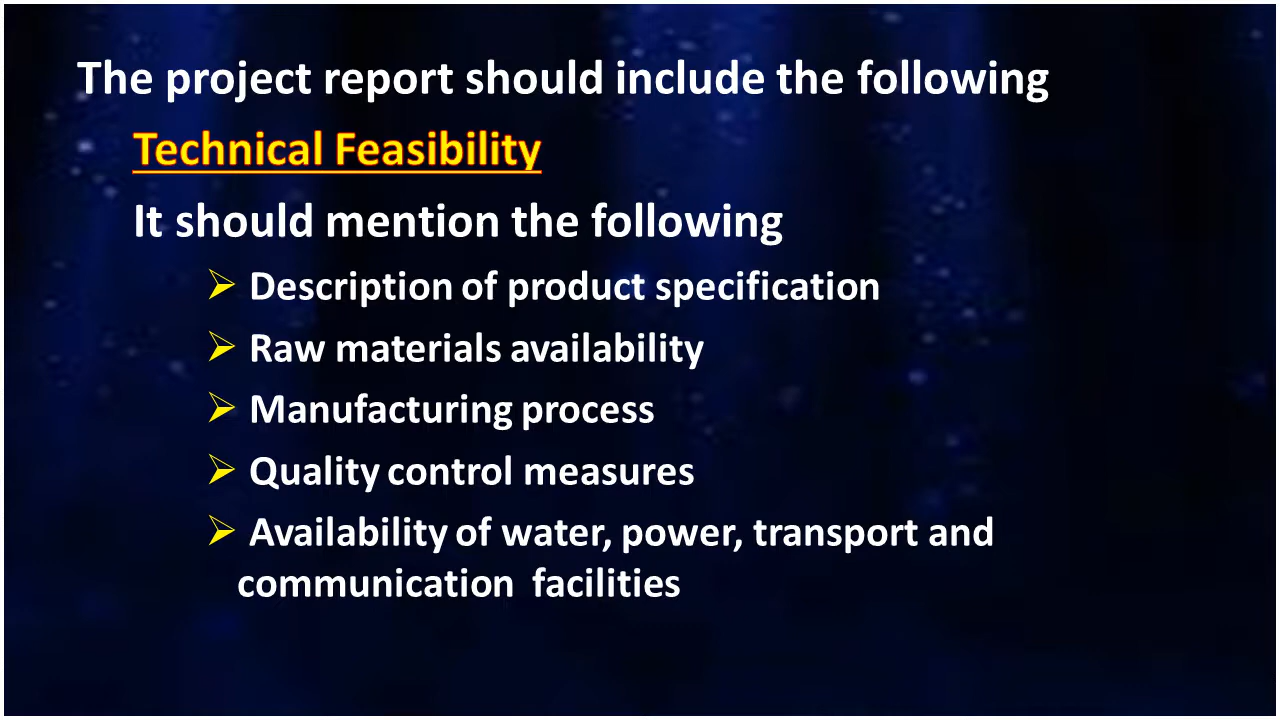 The project report should include the following
Technical Feasibility
It should mention the following
➢ Description of product specification
➢ Raw materials availability
➢ Manufacturing process
➢ Quality control measures
➢ Availability of water, power, transport and
communication facilities